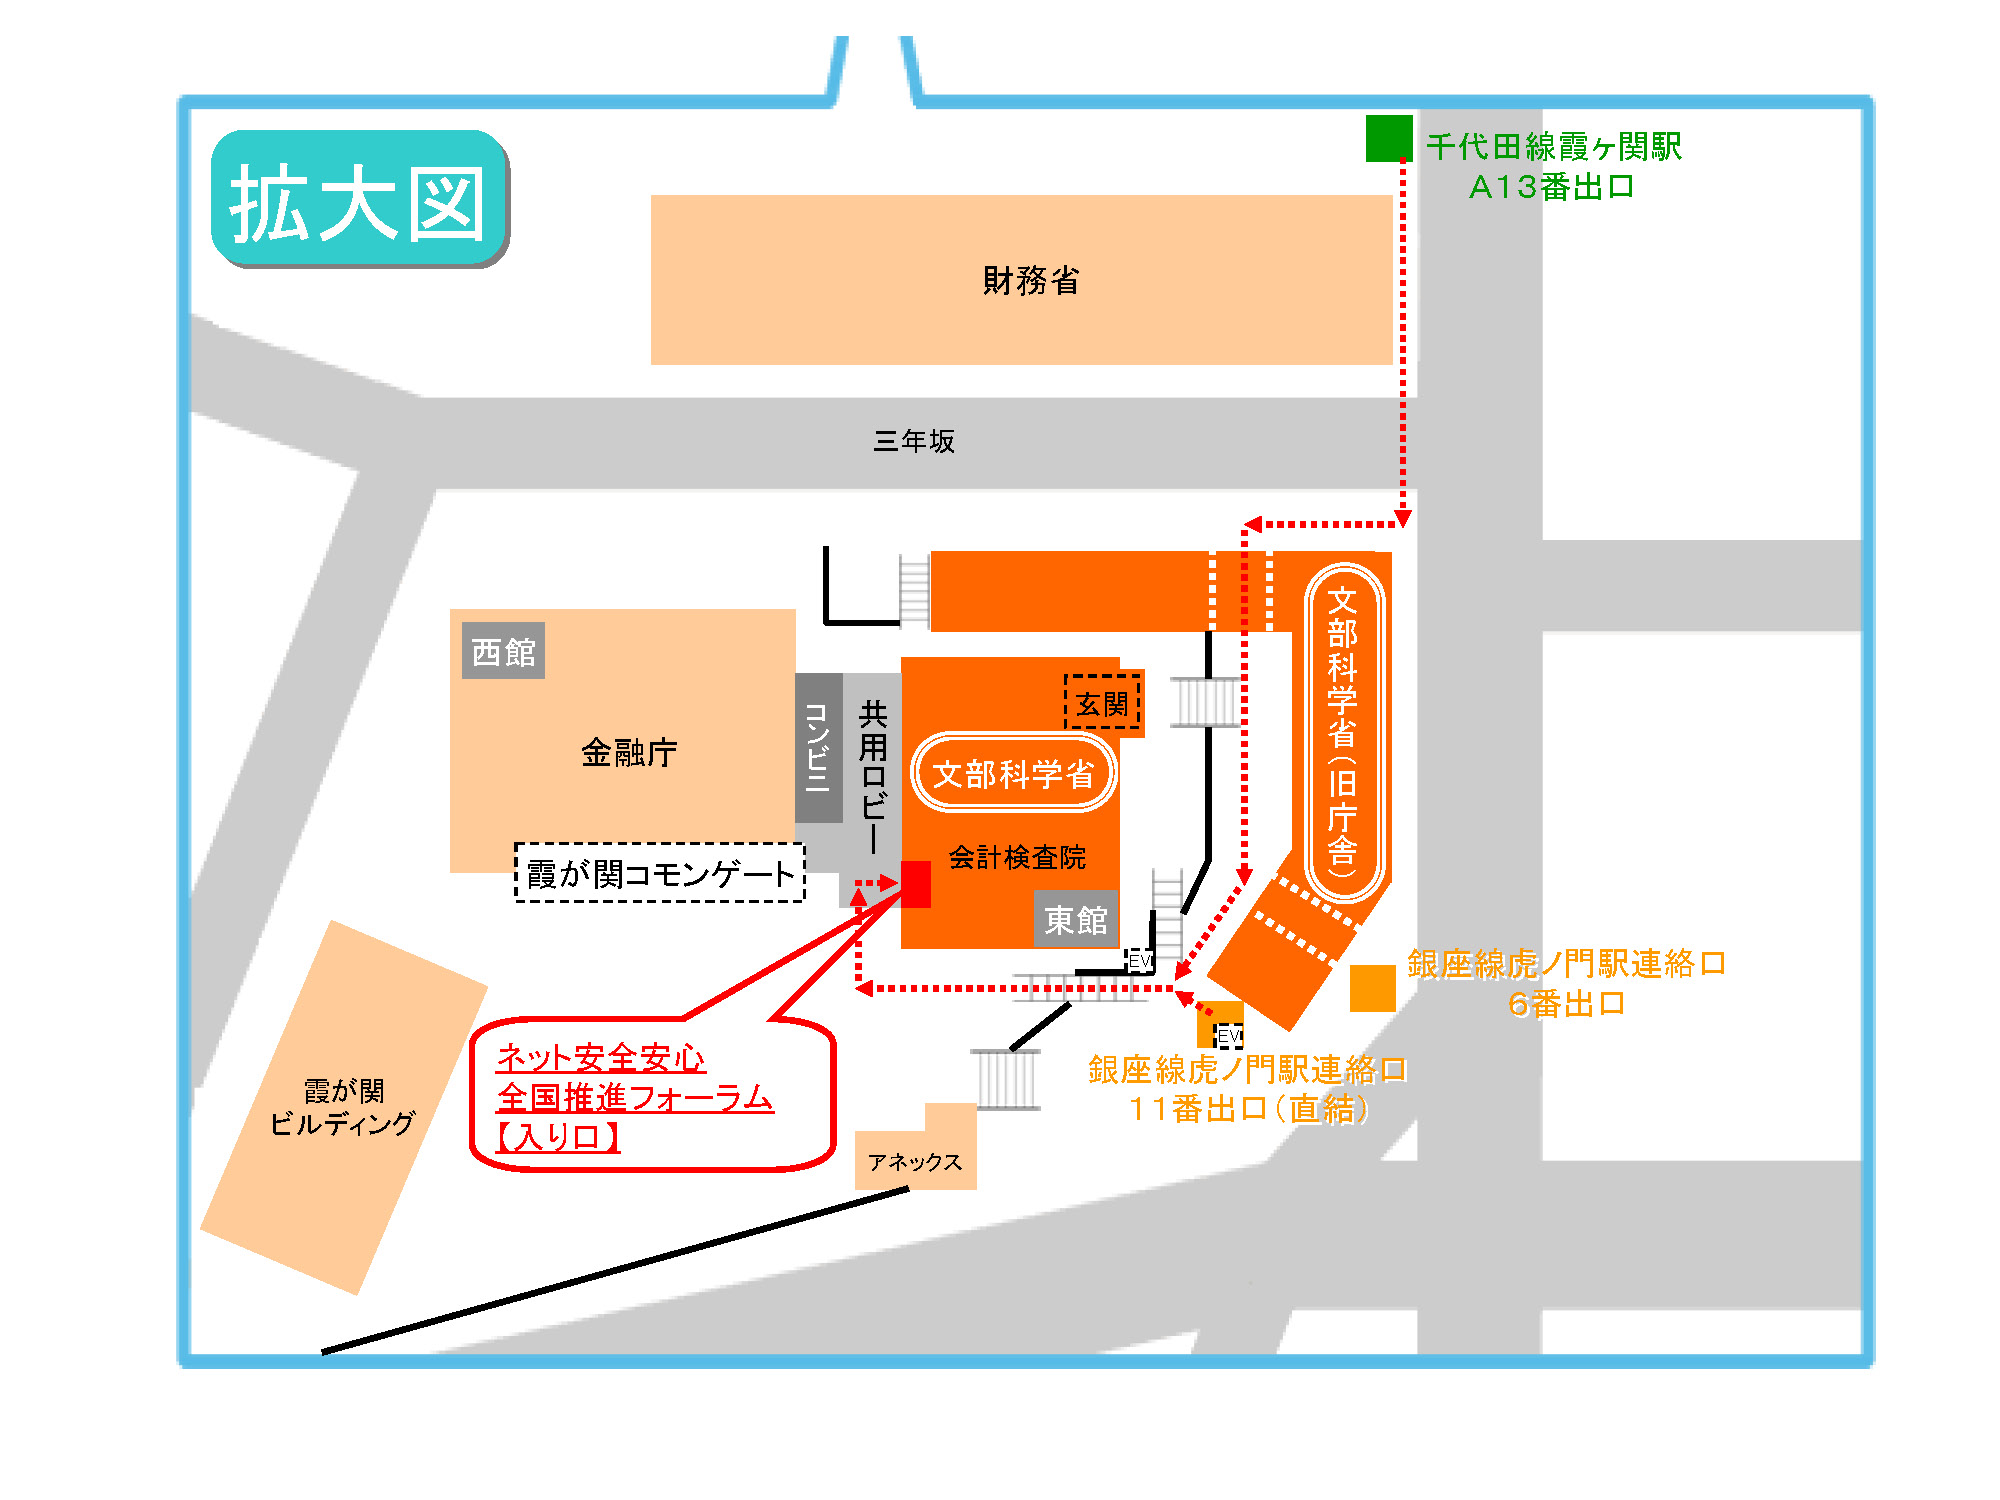 拡大図
千代田線霞ヶ関駅
A13番出口
財務省
三年坂
文部科学省（旧庁舎）
西館
玄関
コンビニ
共用ロビー
金融庁
文部科学省
会計検査院
霞が関コモンゲート
東館
EV
銀座線虎ノ門駅連絡口
6番出口
EV
銀座線虎ノ門駅連絡口
11番出口（直結）
ネット安全安心
全国推進フォーラム
【入り口】
霞が関
ビルディング
アネックス